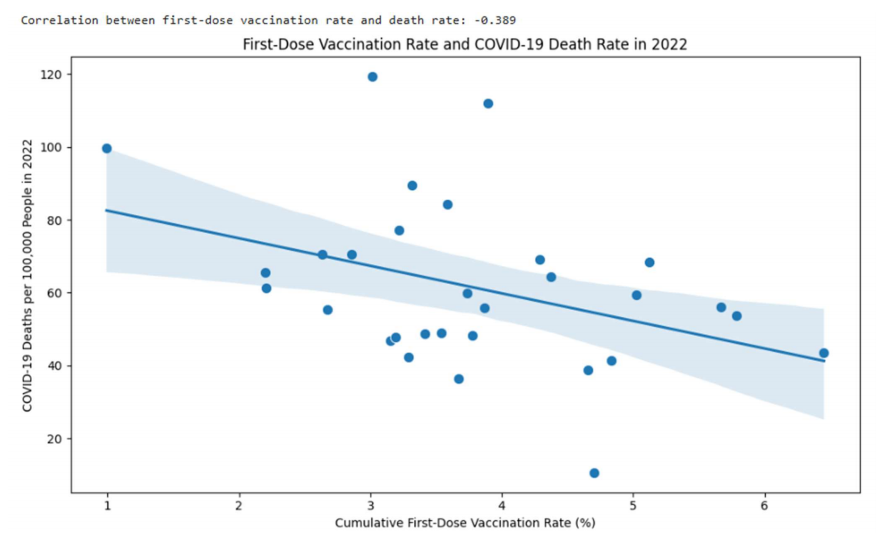 Correlation between first-dose vaccination rate and death rate: -0.389
First-Dose Vaccination Rate and COVID-19 Death Rate in 2022
COVID-19 Deaths per 100,000 People in 2022
120
100
80
60
40
20
1 2 3 4 5 6
Cumulative First-Dose Vaccination Rate (%)